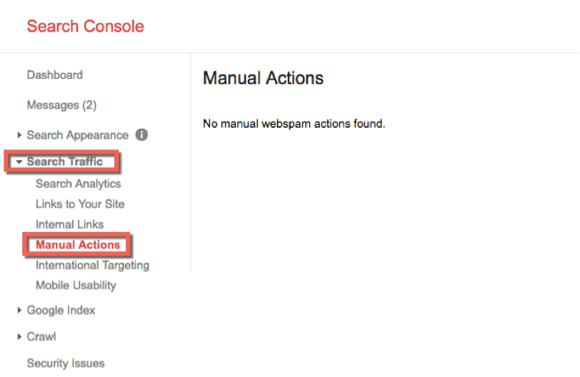 Search Console
Dashboard
Messages (2)
Search Appearance
Search Traffic
Search Analytics
Links to Your Site
Internal Links
Manual Actions
International Targeting
Mobile Usability
Google Index
Crawl
Security Issues
Manual Actions
No manual webspam actions found.